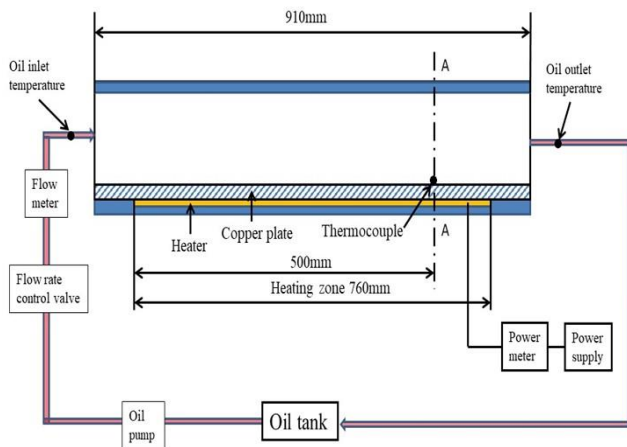 910mm
Oil inlet
temperature
A
Oil outlet
temperature
Flow
meter
Heater
Copper plate
Thermocouple
A
Flow rate
control valve
500mm
Heating zone 760mm
Power
meter
Power
supply
Oil
pump
Oil tank